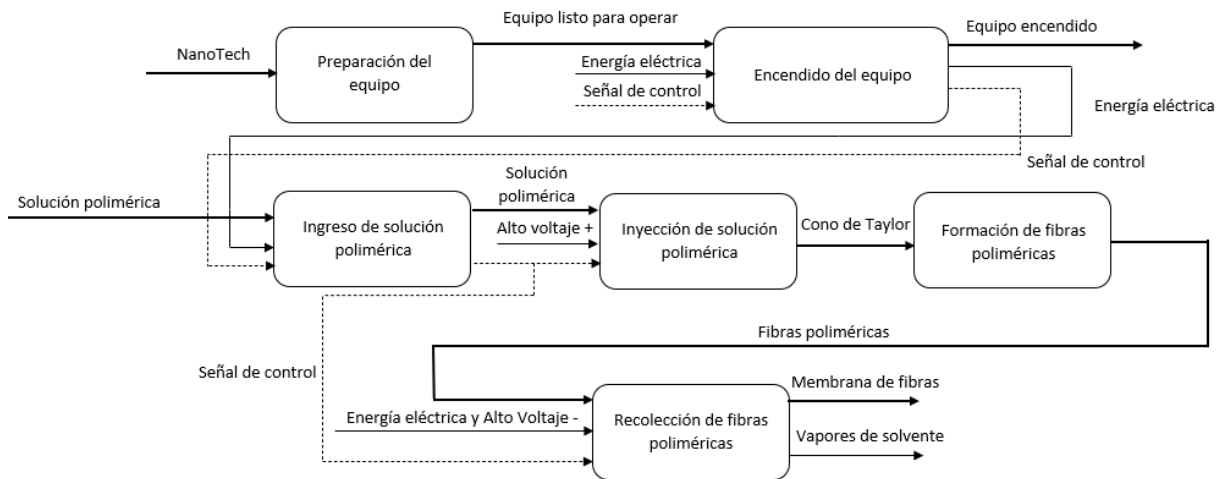 Equipo listo para operar
Equipo encendido
NanoTech
Preparación del
equipo
Energía eléctrica
Señal de control
Encendido del equipo
Energía eléctrica
Señal de control
Solución polimérica
Ingreso de solución
polimérica
Solución
polimérica
Alto voltaje +
Inyección de solución
polimérica
Cono de Taylor
Formación de fibras
poliméricas
Fibras poliméricas
Señal de control
Energía eléctrica y Alto Voltaje -
Recolección de fibras
poliméricas
Membrana de fibras
Vapores de solvente